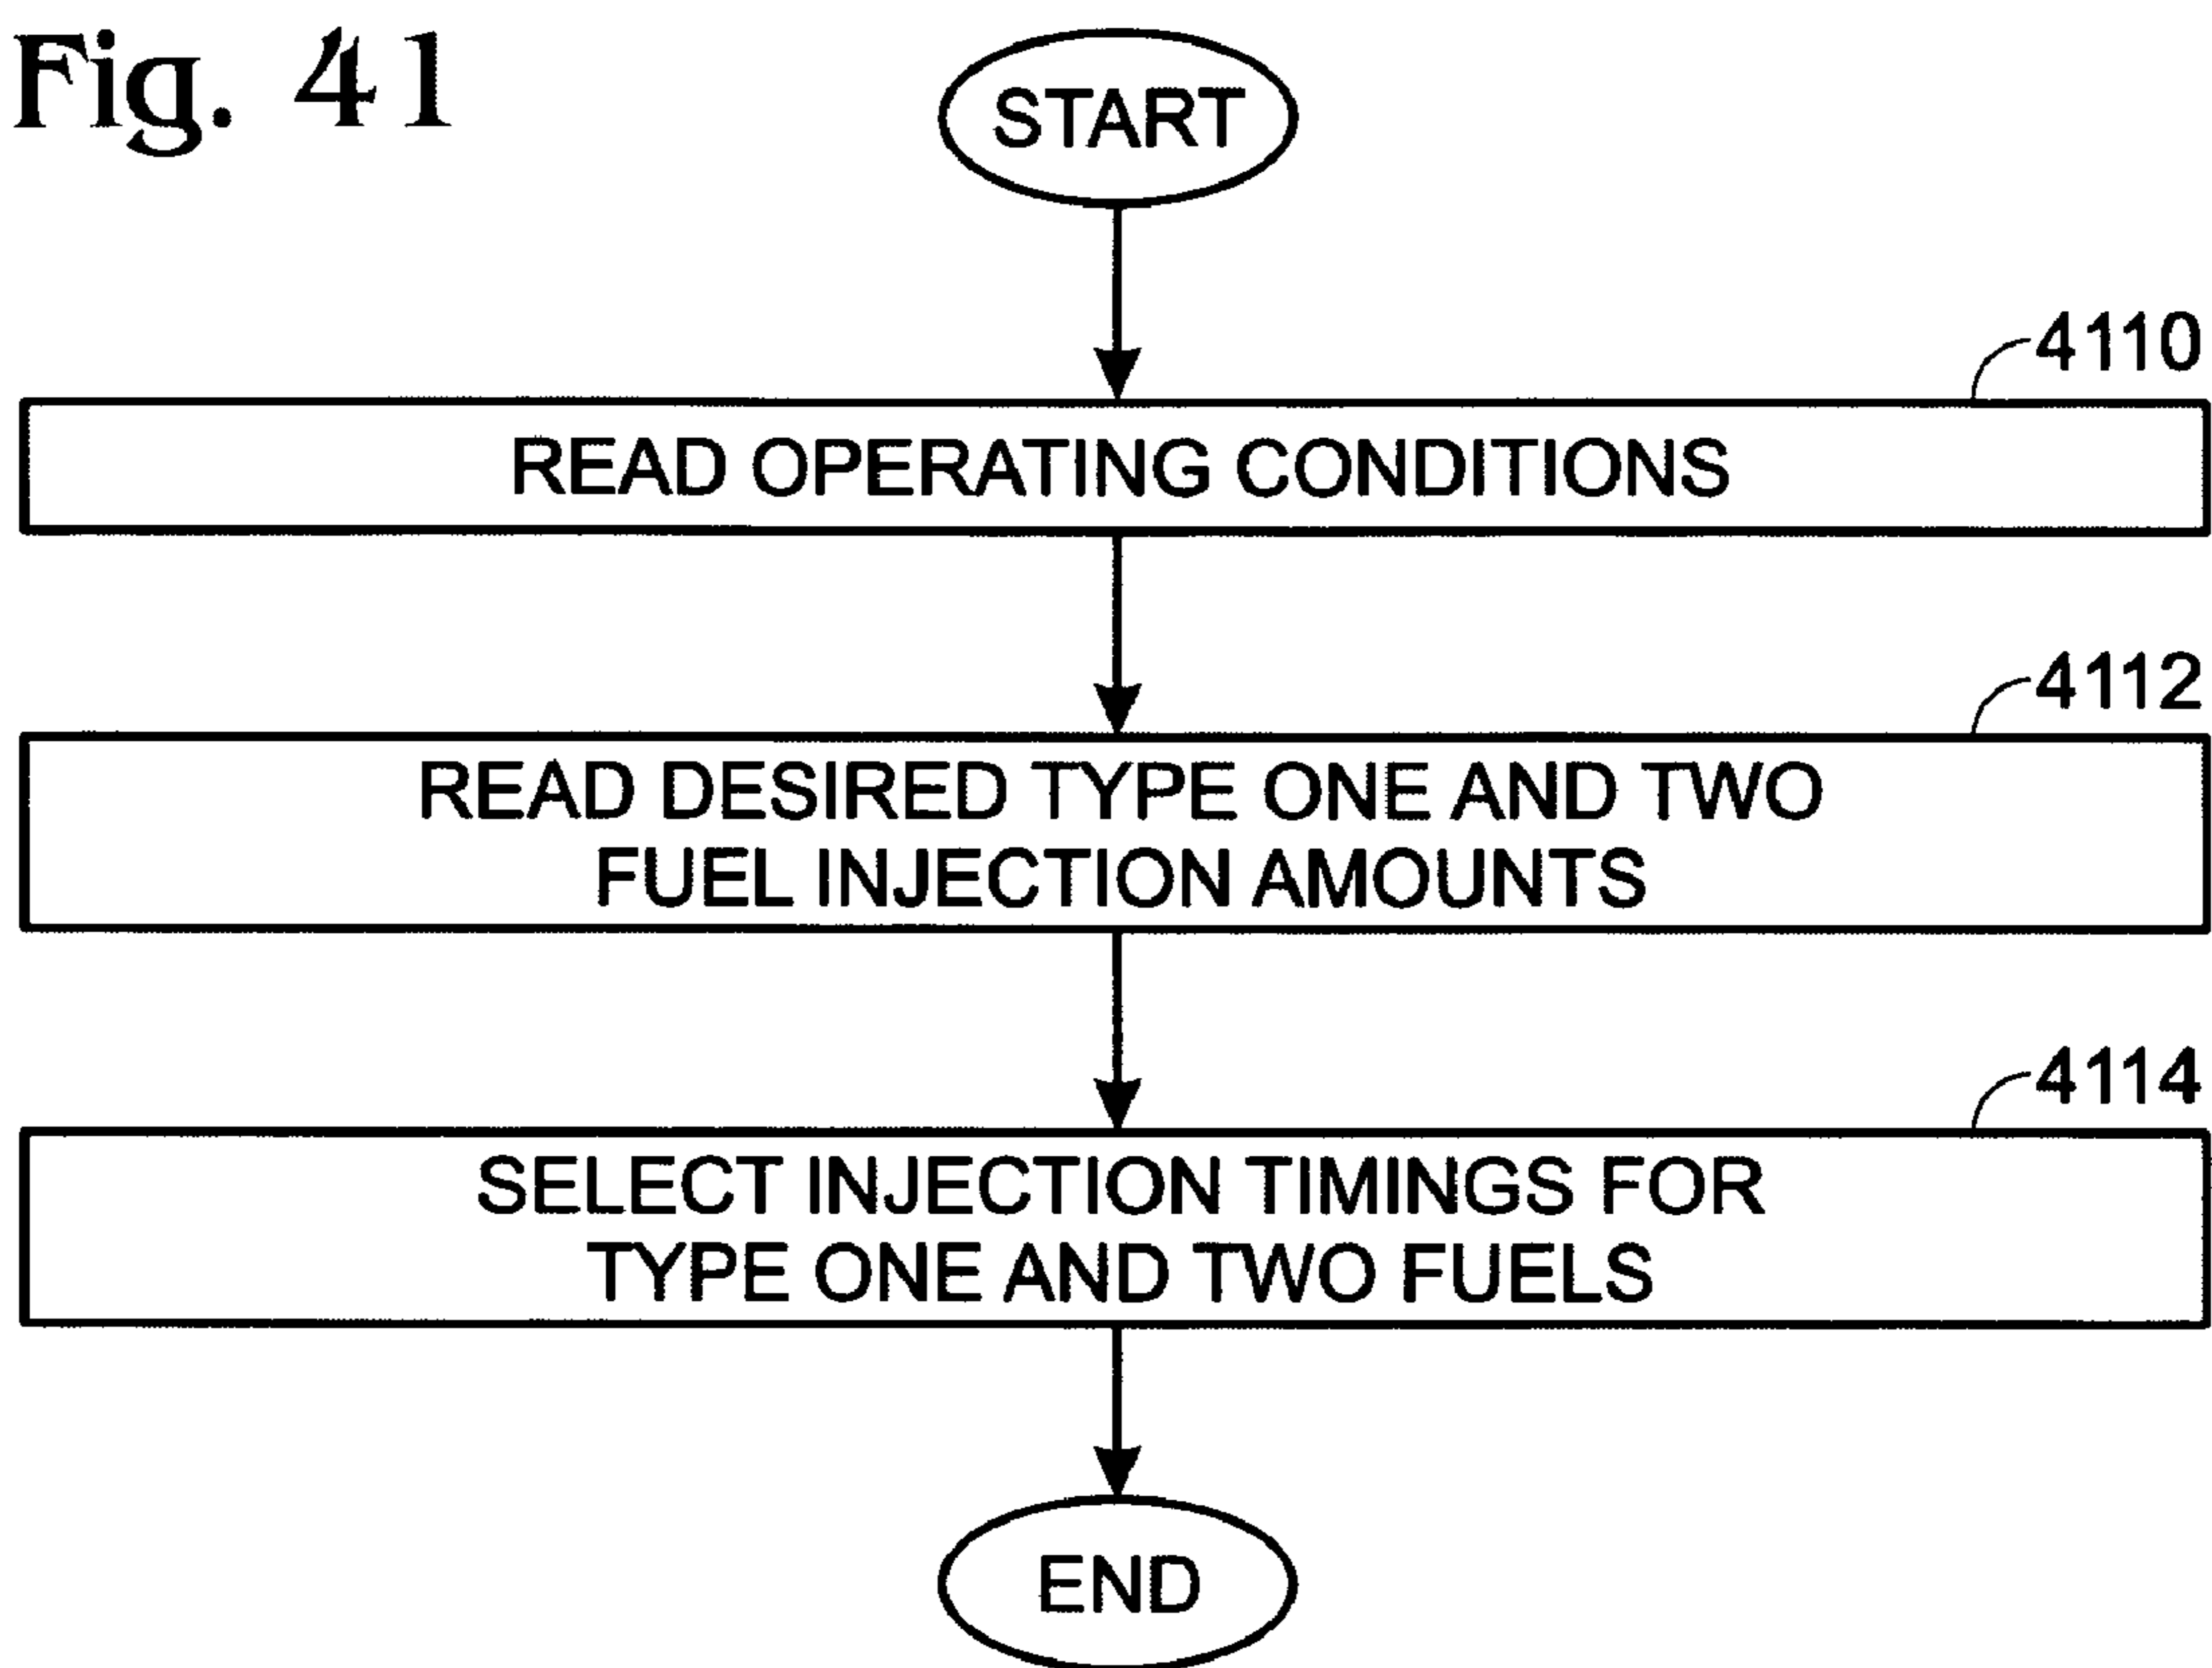 Fig. 41
START
4110
READ OPERATING CONDITIONS
4112
READ DESIRED TYPE ONE AND TWO
FUEL INJECTION AMOUNTS
4114
SELECT INJECTION TIMINGS FOR
TYPE ONE AND TWO FUELS
END